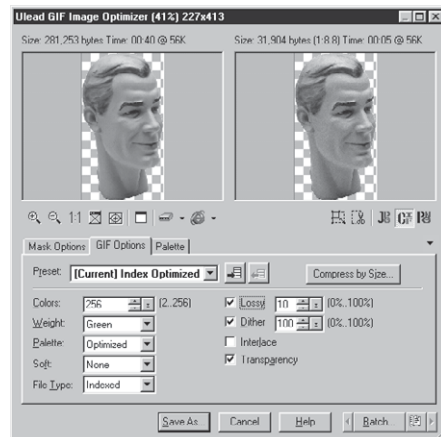 Ulead GIF Image Optimizer (41%) 227x413
Size: 281,253 bytes Time: 00:40 @ 56K
Size: 31,904 bytes (1:8.8) Time: 00:05 @ 56K
1:1
Mask Options GIF Options Palette
Preset: [Current] Index Optimized Compress by Size...
Colors: 256 (2..256) Lossy 10 (0%..100%)
Weight: Green Dither 100 (0%..100%)
Palette: Optimized Interlace
Soft: None Transparency
File Type: Indexed
Save As.. Cancel Help Batch...